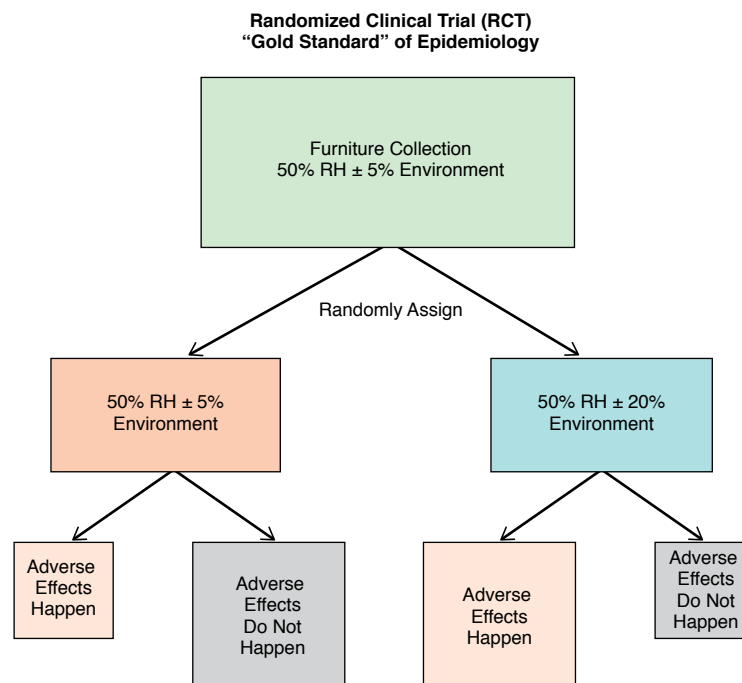 Randomized Clinical Trial (RCT)
“Gold Standard” of Epidemiology
Furniture Collection
50% RH ± 5% Environment
Randomly Assign
50% RH ± 5%
Environment
50% RH ± 20%
Environment
Adverse
Effects
Happen
Adverse
Effects
Do Not
Happen
Adverse
Effects
Happen
Adverse
Effects
Do Not
Happen